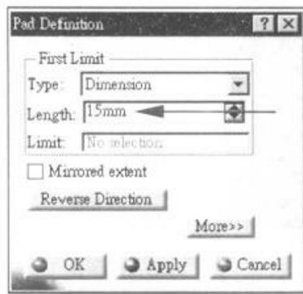 Pad Definition
First Limit
Type: Dimension
Length: 15mm
Limit: No selection
Mirrored extent
Reverse Direction
More>>
OK Apply Cancel